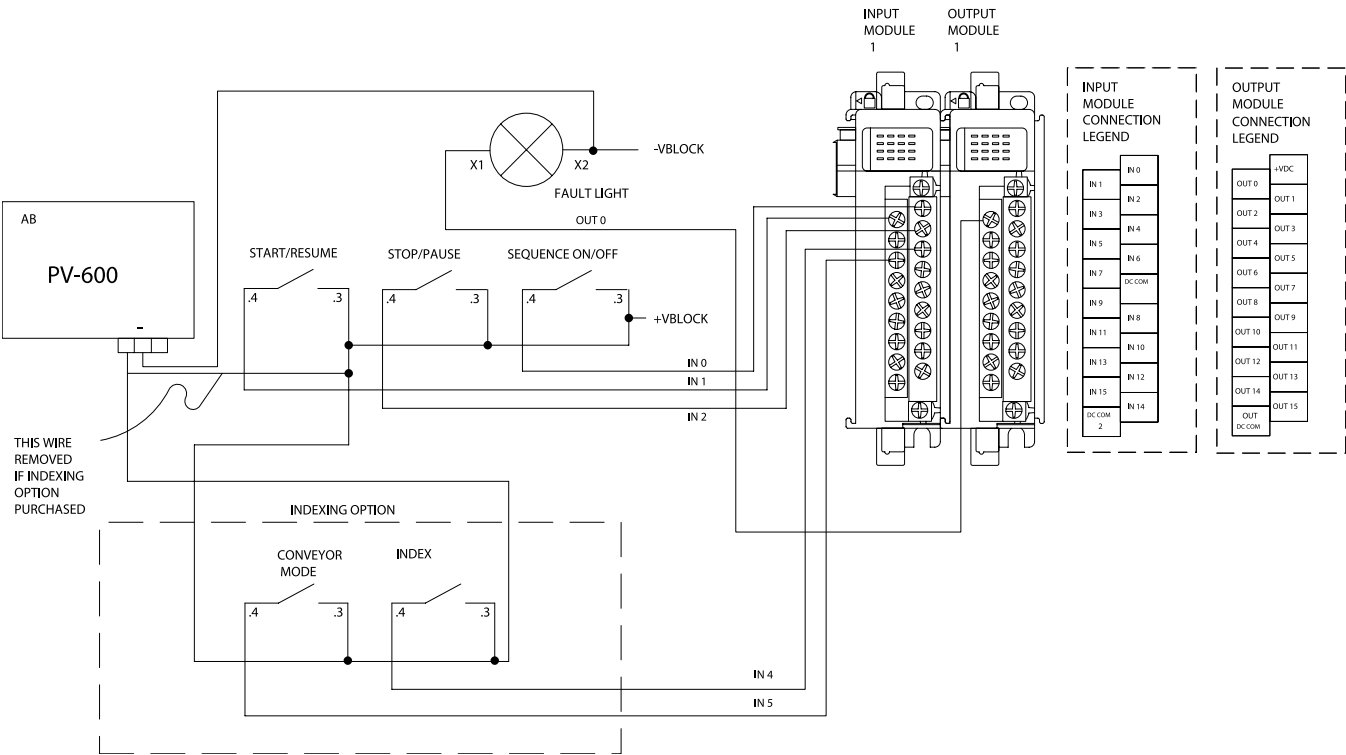 INPUT
MODULE
1
OUTPUT
MODULE
1
INPUT
MODULE
CONNECTION
LEGEND
IN 0
IN 1
IN 2
IN 3
IN 4
IN 5
IN 6
IN 7
DC COM
IN 9
IN 8
IN 11
IN 10
IN 13
IN 12
IN 15
IN 14
DC COM
2
OUTPUT
MODULE
CONNECTION
LEGEND
+VDC
OUT 0
OUT 1
OUT 2
OUT 3
OUT 4
OUT 5
OUT 6
OUT 7
OUT 8
OUT 9
OUT 10
OUT 11
OUT 12
OUT 13
OUT 14
OUT 15
OUT
DC COM
X1
X2
-VBLOCK
FAULT LIGHT
OUT 0
AB
PV-600
-
START/RESUME
.4
.3
STOP/PAUSE
.4
.3
SEQUENCE ON/OFF
.4
.3
+VBLOCK
IN 0
IN 1
IN 2
THIS WIRE
REMOVED
IF INDEXING
OPTION
PURCHASED
INDEXING OPTION
CONVEYOR
MODE
.4
.3
INDEX
.4
.3
IN 4
IN 5